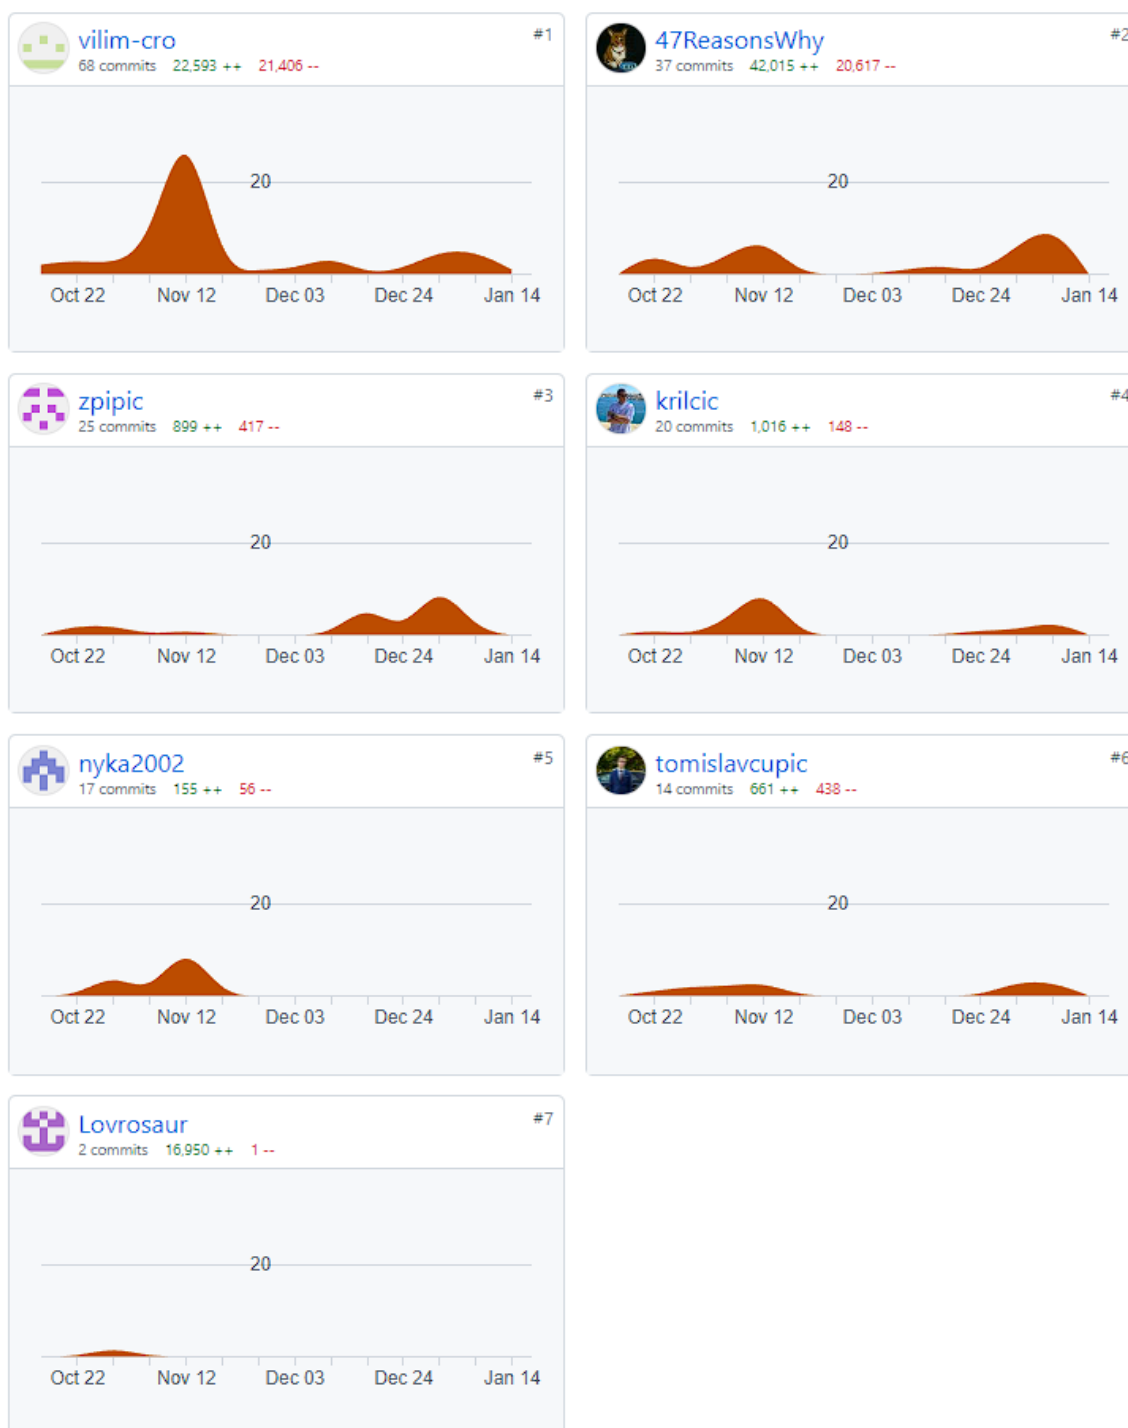 vilim-cro #1
68 commits 22,593 ++ 21,406 --
20
Oct 22 Nov 12 Dec 03 Dec 24 Jan 14
47ReasonsWhy #2
37 commits 42,015 ++ 20,617 --
20
Oct 22 Nov 12 Dec 03 Dec 24 Jan 14
zpipic #3
25 commits 899 ++ 417 --
20
Oct 22 Nov 12 Dec 03 Dec 24 Jan 14
krilcic #4
20 commits 1,016 ++ 148 --
20
Oct 22 Nov 12 Dec 03 Dec 24 Jan 14
nyka2002 #5
17 commits 155 ++ 56 --
20
Oct 22 Nov 12 Dec 03 Dec 24 Jan 14
tomislavcupic #6
14 commits 661 ++ 438 --
20
Oct 22 Nov 12 Dec 03 Dec 24 Jan 14
Lovrosaur #7
2 commits 16,950 ++ 1 --
20
Oct 22 Nov 12 Dec 03 Dec 24 Jan 14